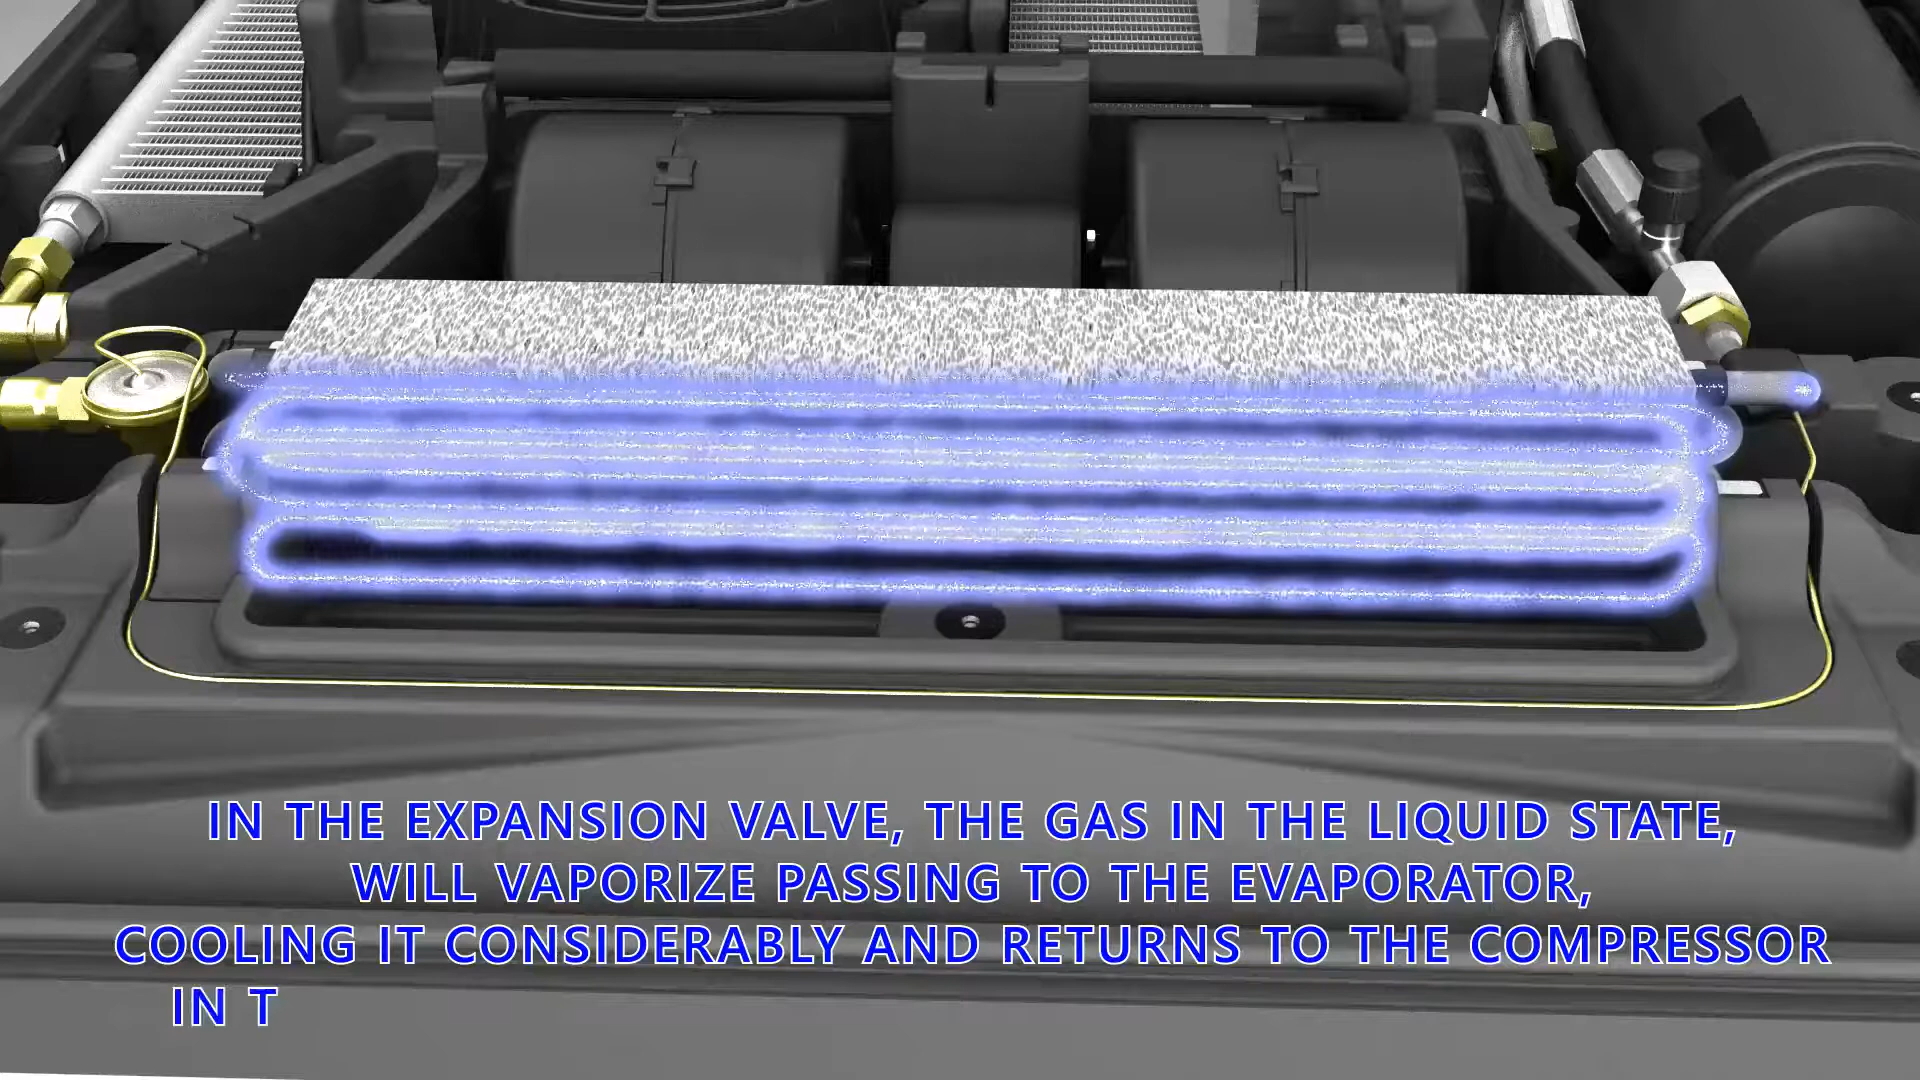 IN THE EXPANSION VALVE, THE GAS IN THE LIQUID STATE,
WILL VAPORIZE PASSING TO THE EVAPORATOR,
COOLING IT CONSIDERABLY AND RETURNS TO THE COMPRESSOR
IN T